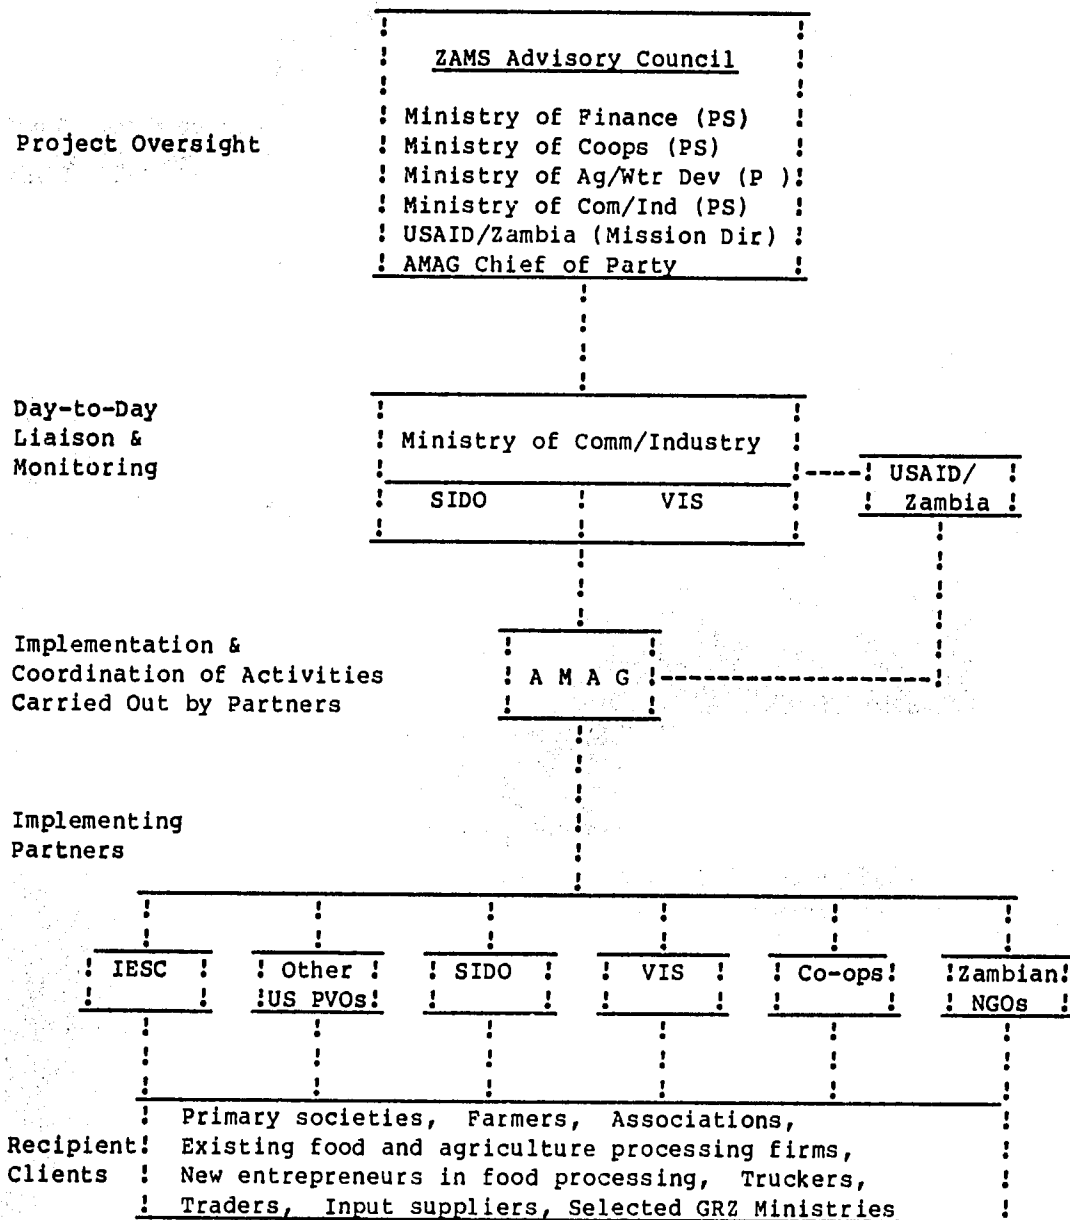 ZAMS Advisory Council
Project Oversight
Ministry of Finance (PS)
Ministry of Coops (PS)
Ministry of Ag/Wtr Dev (P )
Ministry of Com/Ind (PS)
USAID/Zambia (Mission Dir)
AMAG Chief of Party
Day-to-Day
Liaison &
Monitoring
Ministry of Comm/Industry
SIDO VIS
USAID/
Zambia
Implementation &
Coordination of Activities
Carried Out by Partners
A M A G
Implementing
Partners
IESC
Other
US PVOs
SIDO
VIS
Co-ops
Zambian
NGOs
Recipient
Clients
Primary societies, Farmers, Associations,
Existing food and agriculture processing firms,
New entrepreneurs in food processing, Truckers,
Traders, Input suppliers, Selected GRZ Ministries